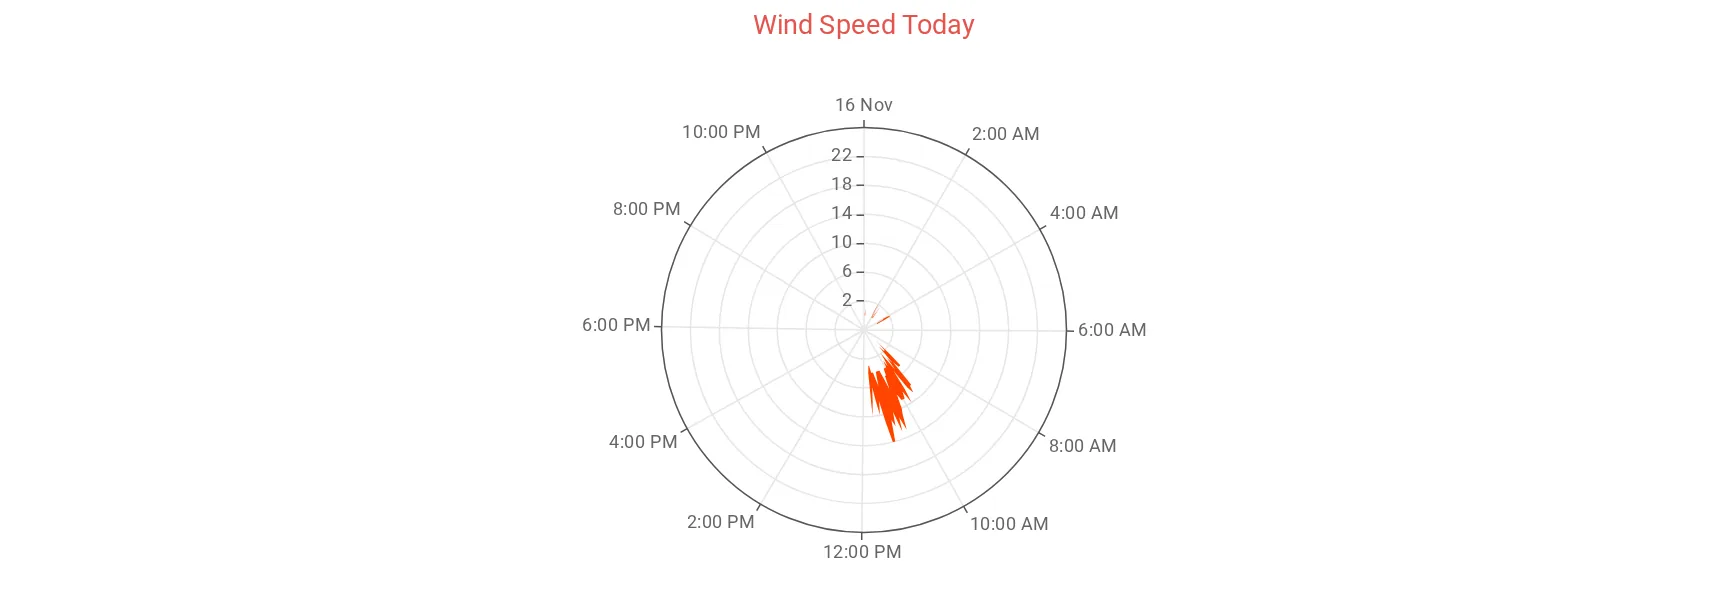 Wind Speed Today
16 Nov
10:00 PM
2:00 AM
22
18
8:00 PM
14
4:00 AM
10
6
2
6:00 PM
6:00 AM
4:00 PM
8:00 AM
2:00 PM
10:00 AM
12:00 PM